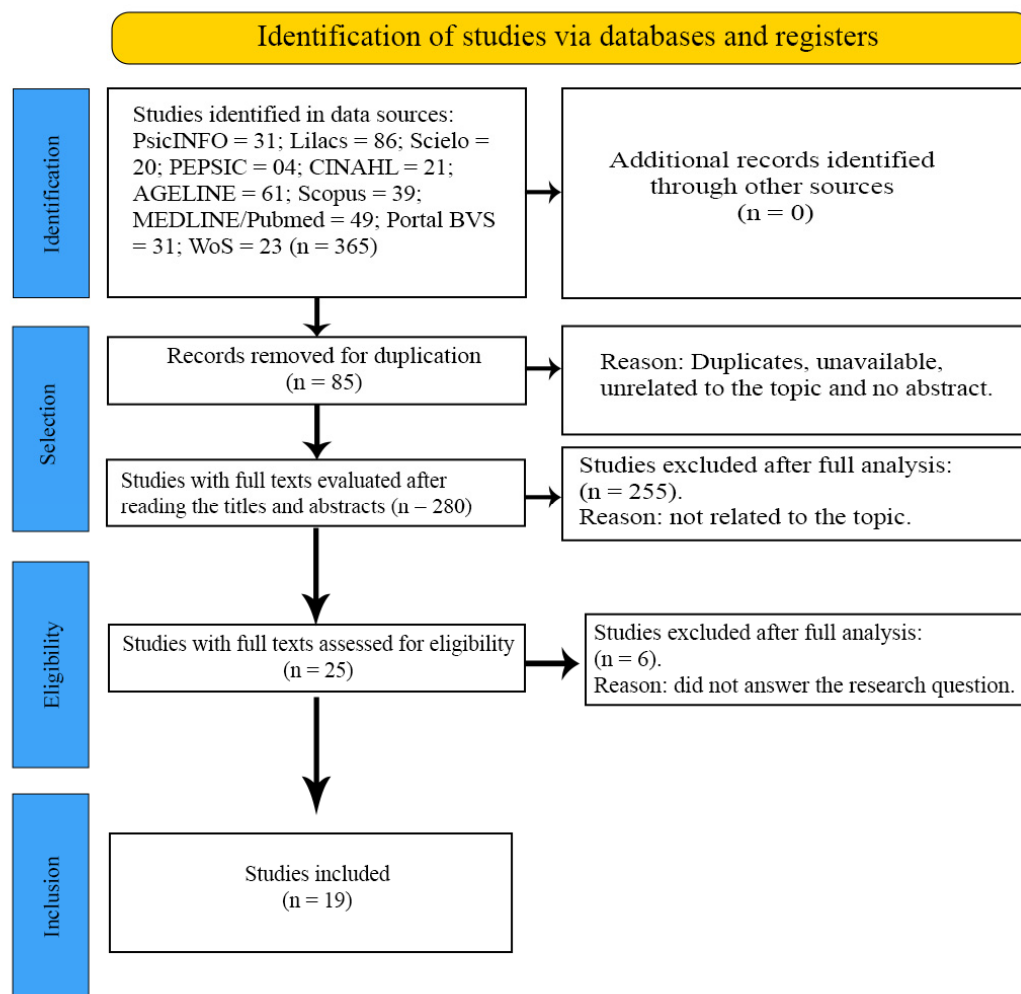 Identification of studies via databases and registers
Identification
Studies identified in data sources:
PsicINFO = 31; Lilacs = 86; Scielo =
20; PEPSIC = 04; CINAHL = 21;
AGELINE = 61; Scopus = 39;
MEDLINE/Pubmed = 49; Portal BVS
= 31; WoS = 23 (n = 365)
Additional records identified
through other sources
(n = 0)
Selection
Records removed for duplication
(n = 85)
Reason: Duplicates, unavailable,
unrelated to the topic and no abstract.
Studies with full texts evaluated after
reading the titles and abstracts (n – 280)
Studies excluded after full analysis:
(n = 255).
Reason: not related to the topic.
Eligibility
Studies with full texts assessed for eligibility
(n = 25)
Studies excluded after full analysis:
(n = 6).
Reason: did not answer the research question.
Inclusion
Studies included
(n = 19)